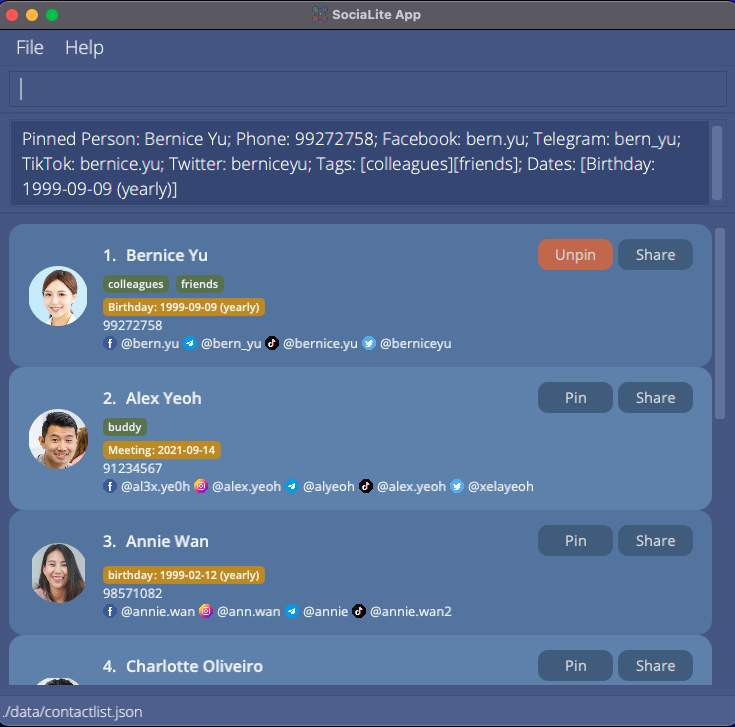 SociaLite App
File Help
Pinned Person: Bernice Yu; Phone: 99272758; Facebook: bern.yu; Telegram: bern_yu;
TikTok: bernice.yu; Twitter: berniceyu; Tags: [colleagues][friends]; Dates: [Birthday:
1999-09-09 (yearly)]
1. Bernice Yu Unpin Share
colleagues friends
Birthday: 1999-09-09 (yearly)
99272758
@bern.yu @bern_yu @bernice.yu @berniceyu
2. Alex Yeoh Pin Share
buddy
Meeting: 2021-09-14
91234567
@al3x.ye0h @alex.yeoh @alyeoh @alex.yeoh @xelayeoh
3. Annie Wan Pin Share
birthday: 1999-02-12 (yearly)
98571082
@annie.wan @ann.wan @annie @annie.wan2
4. Charlotte Oliveiro Pin Share
./data/contactlist.json